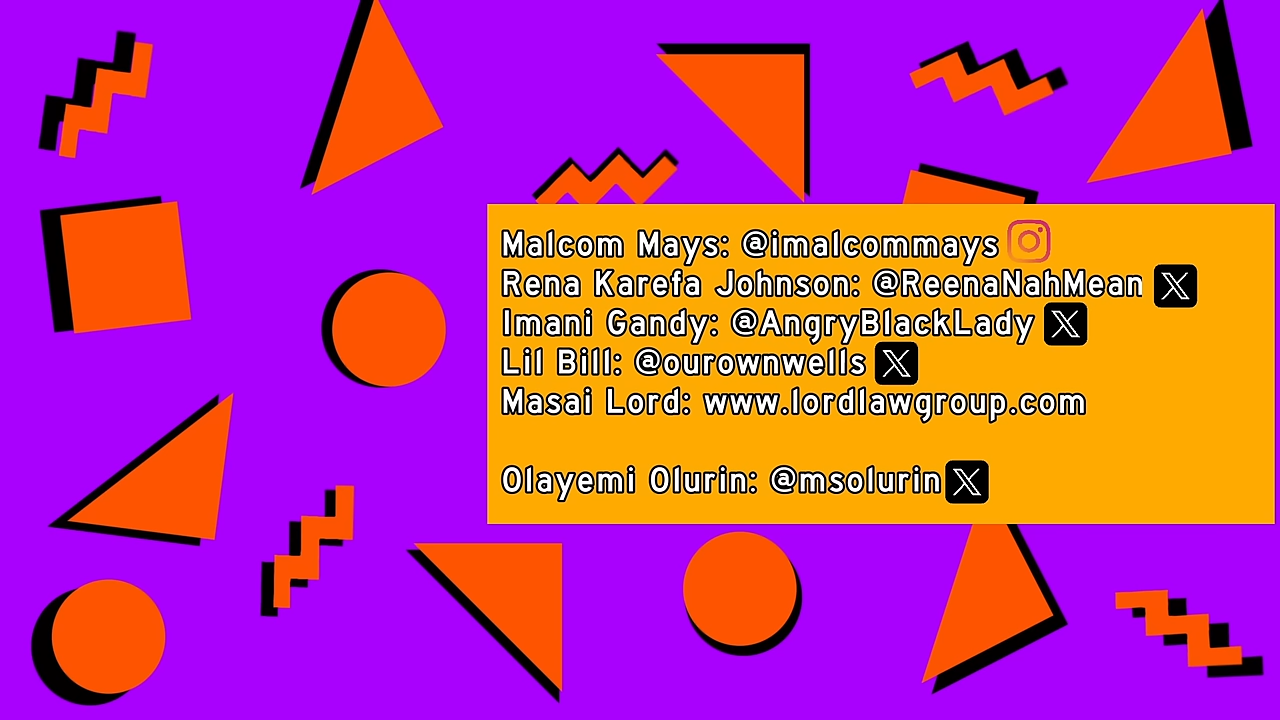 Malcom Mays: @imalcommays
Rena Karefa Johnson: @ReenaNahMean
Imani Gandy: @AngryBlackLady
Lil Bill: @ourownwells
Masai Lord: www.lordlawgroup.com
Olayemi Olurin: @msolurin